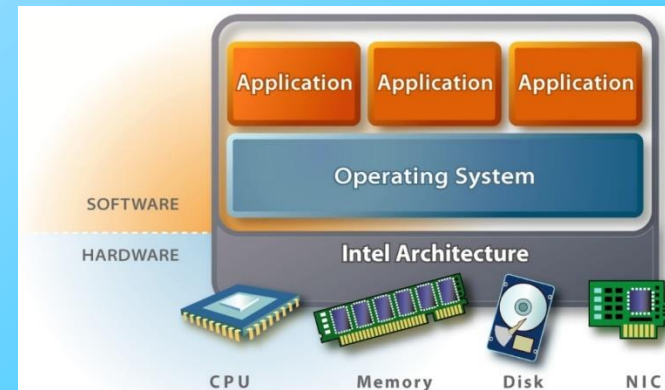 Application Application Application
Operating System
SOFTWARE
HARDWARE
Intel Architecture
CPU Memory Disk NIC